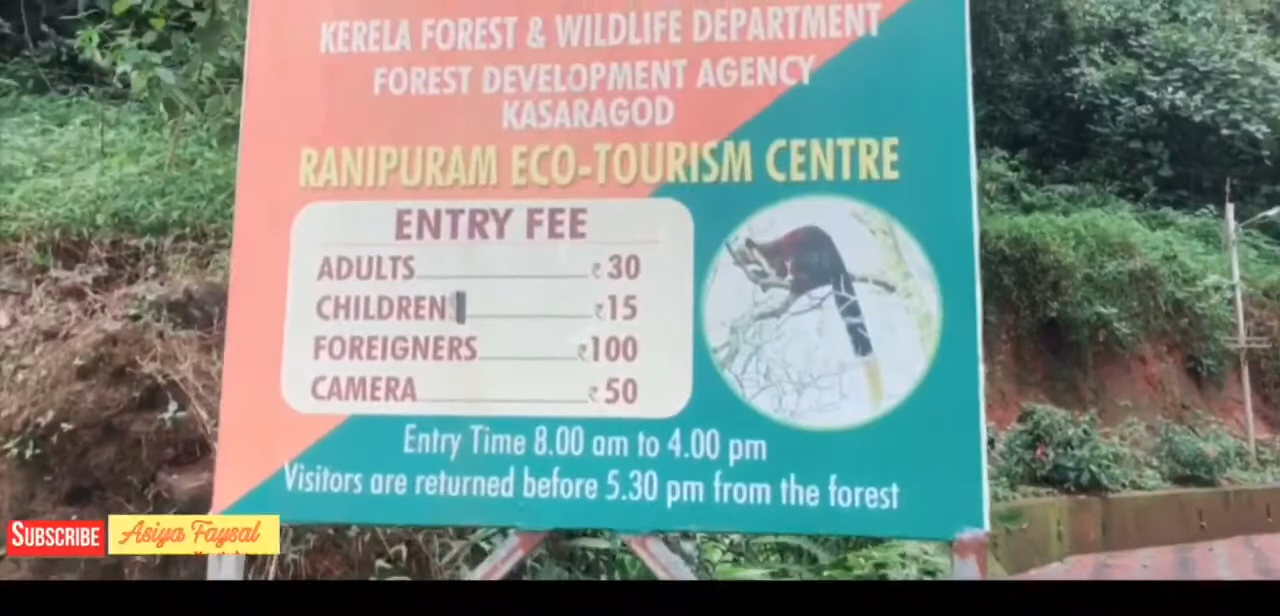 KERELA FOREST & WILDLIFE DEPARTMENT
FOREST DEVELOPMENT AGENCY
KASARAGOD
RANIPURAM ECO-TOURISM CENTRE
ENTRY FEE
ADULTS ₹30
CHILDREN ₹15
FOREIGNERS ₹100
CAMERA ₹50
Entry Time 8.00 am to 4.00 pm
Visitors are returned before 5.30 pm from the forest
SUBSCRIBE Asiya Faysal